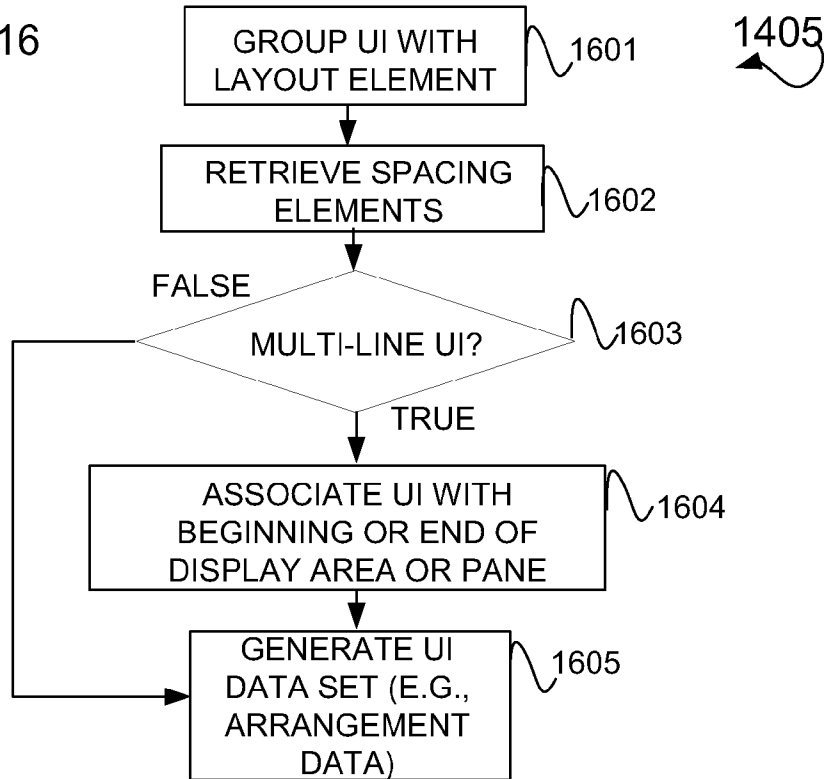 16
1405
GROUP UI WITH
LAYOUT ELEMENT
1601
RETRIEVE SPACING
ELEMENTS
1602
FALSE
MULTI-LINE UI?
1603
TRUE
ASSOCIATE UI WITH
BEGINNING OR END OF
DISPLAY AREA OR PANE
1604
GENERATE UI
DATA SET (E.G.,
ARRANGEMENT
DATA)
1605